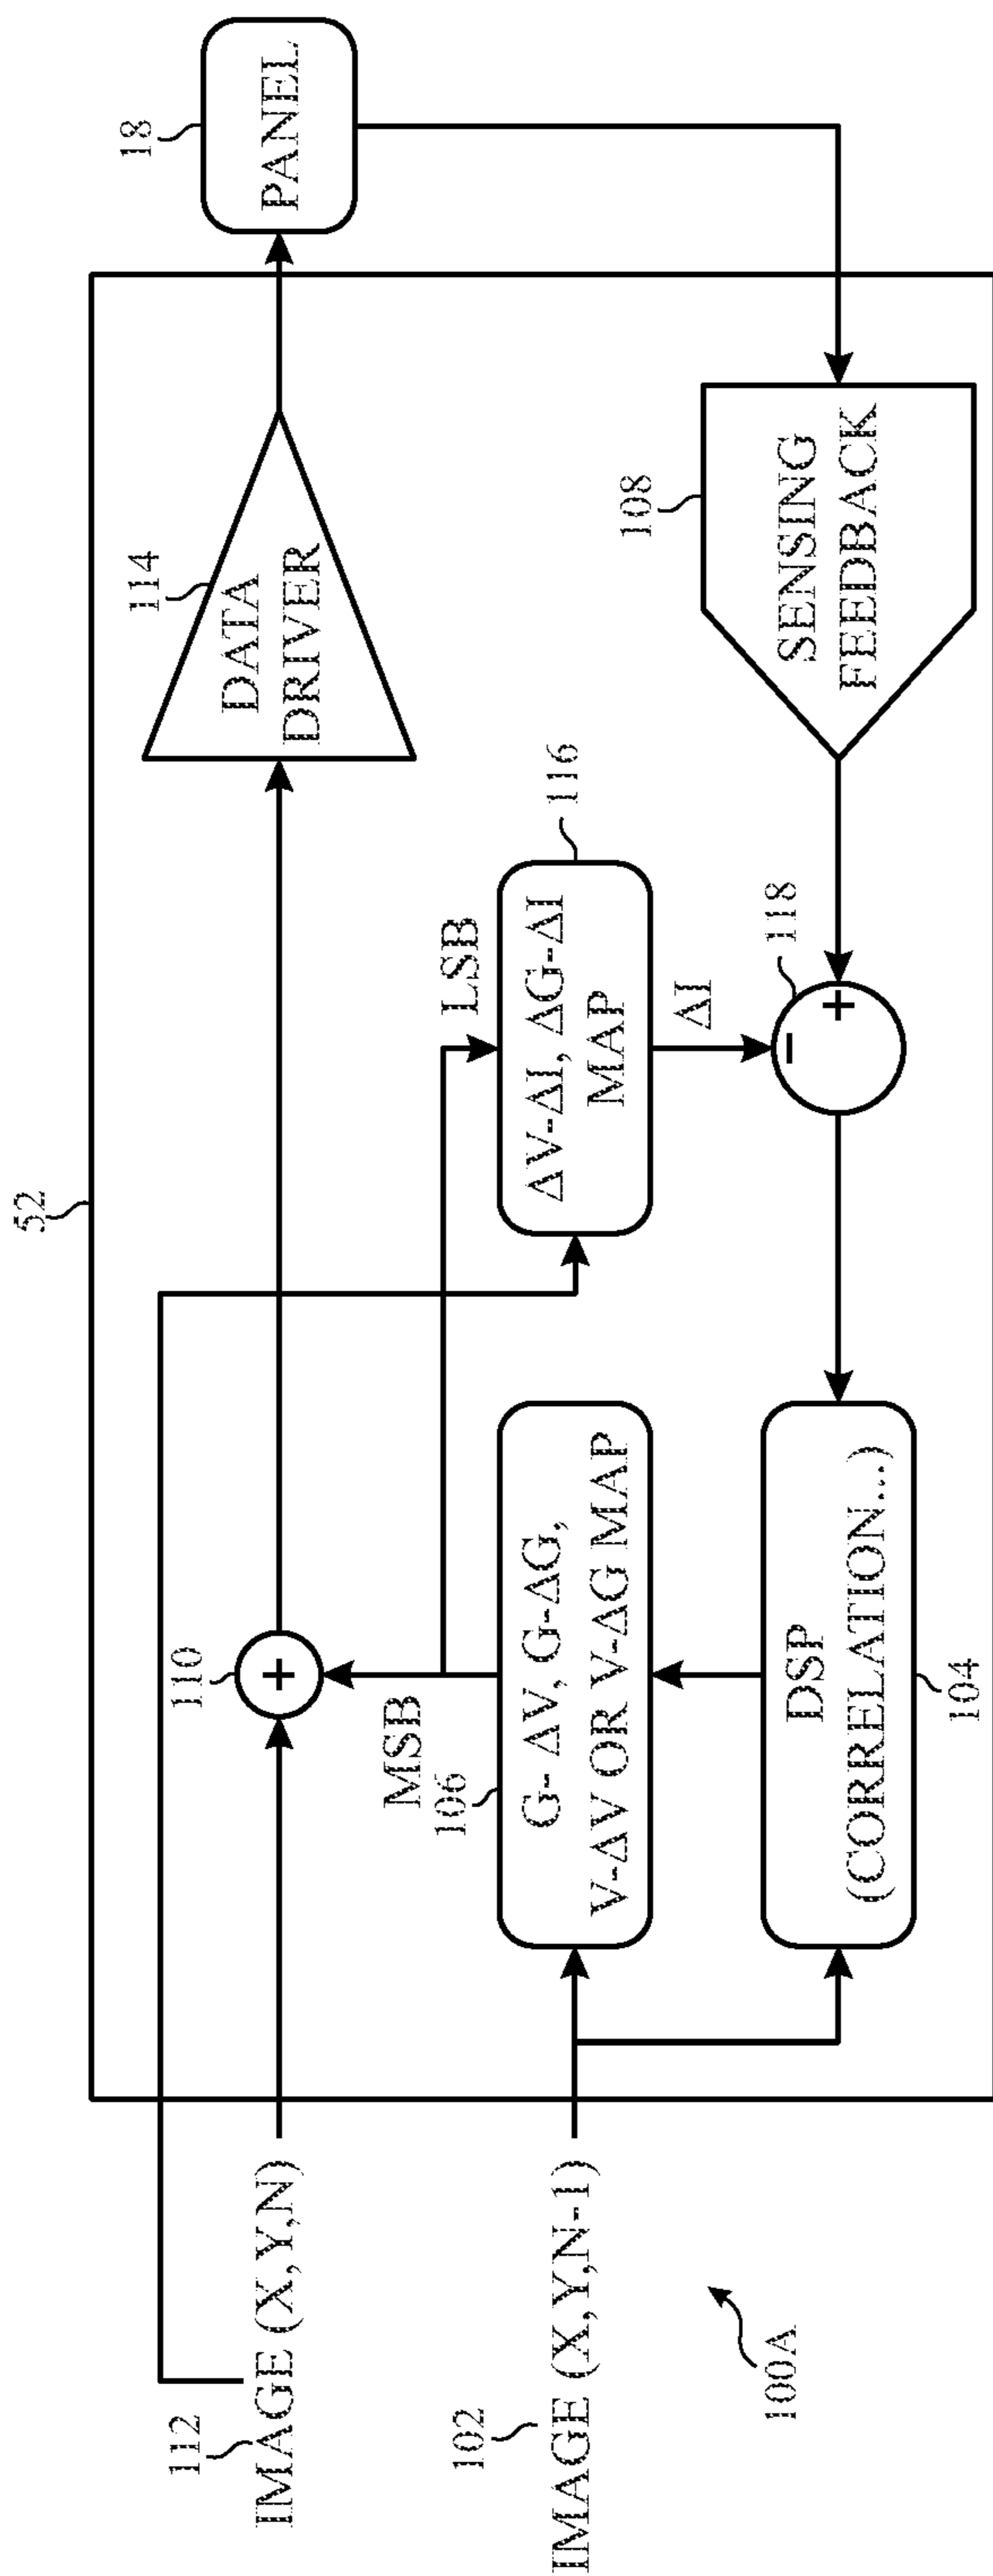 52
18
PANEL
114
DATA
DRIVER
110
+
112
IMAGE (X,Y,N)
MSB
LSB
106
G- ΔV, G-ΔG,
V-ΔV OR V-ΔG MAP
116
ΔV-ΔI, ΔG-ΔI
MAP
ΔI
108
SENSING
FEEDBACK
102
IMAGE (X,Y,N-1)
118
−
+
DSP
(CORRELATION...)
104
100A